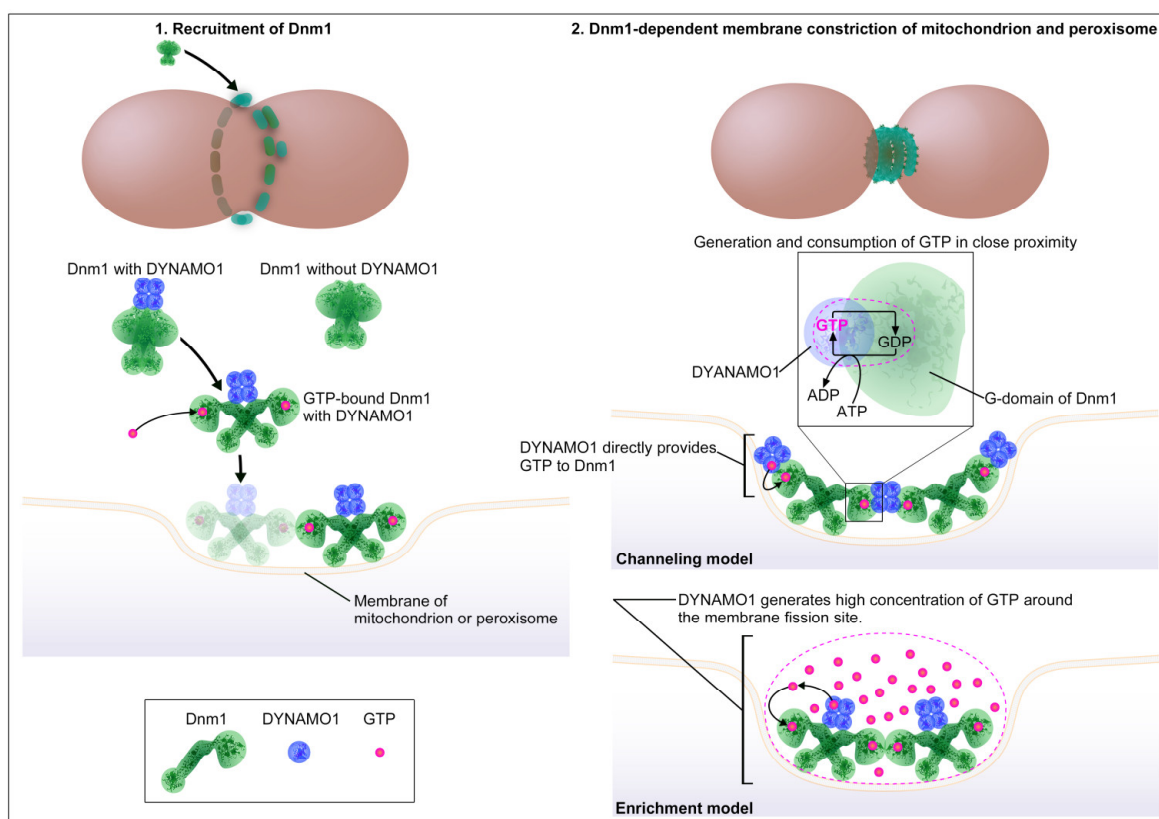 1. Recruitment of Dnm1
Dnm1 with DYNAMO1
Dnm1 without DYNAMO1
GTP-bound Dnm1
with DYNAMO1
Membrane of
mitochondrion or peroxisome
Dnm1
DYNAMO1
GTP
2. Dnm1-dependent membrane constriction of mitochondrion and peroxisome
Generation and consumption of GTP in close proximity
GTP
GDP
DYANAMO1
ADP
ATP
G-domain of Dnm1
DYNAMO1 directly provides
GTP to Dnm1
Channeling model
DYNAMO1 generates high concentration of GTP around
the membrane fission site.
Enrichment model